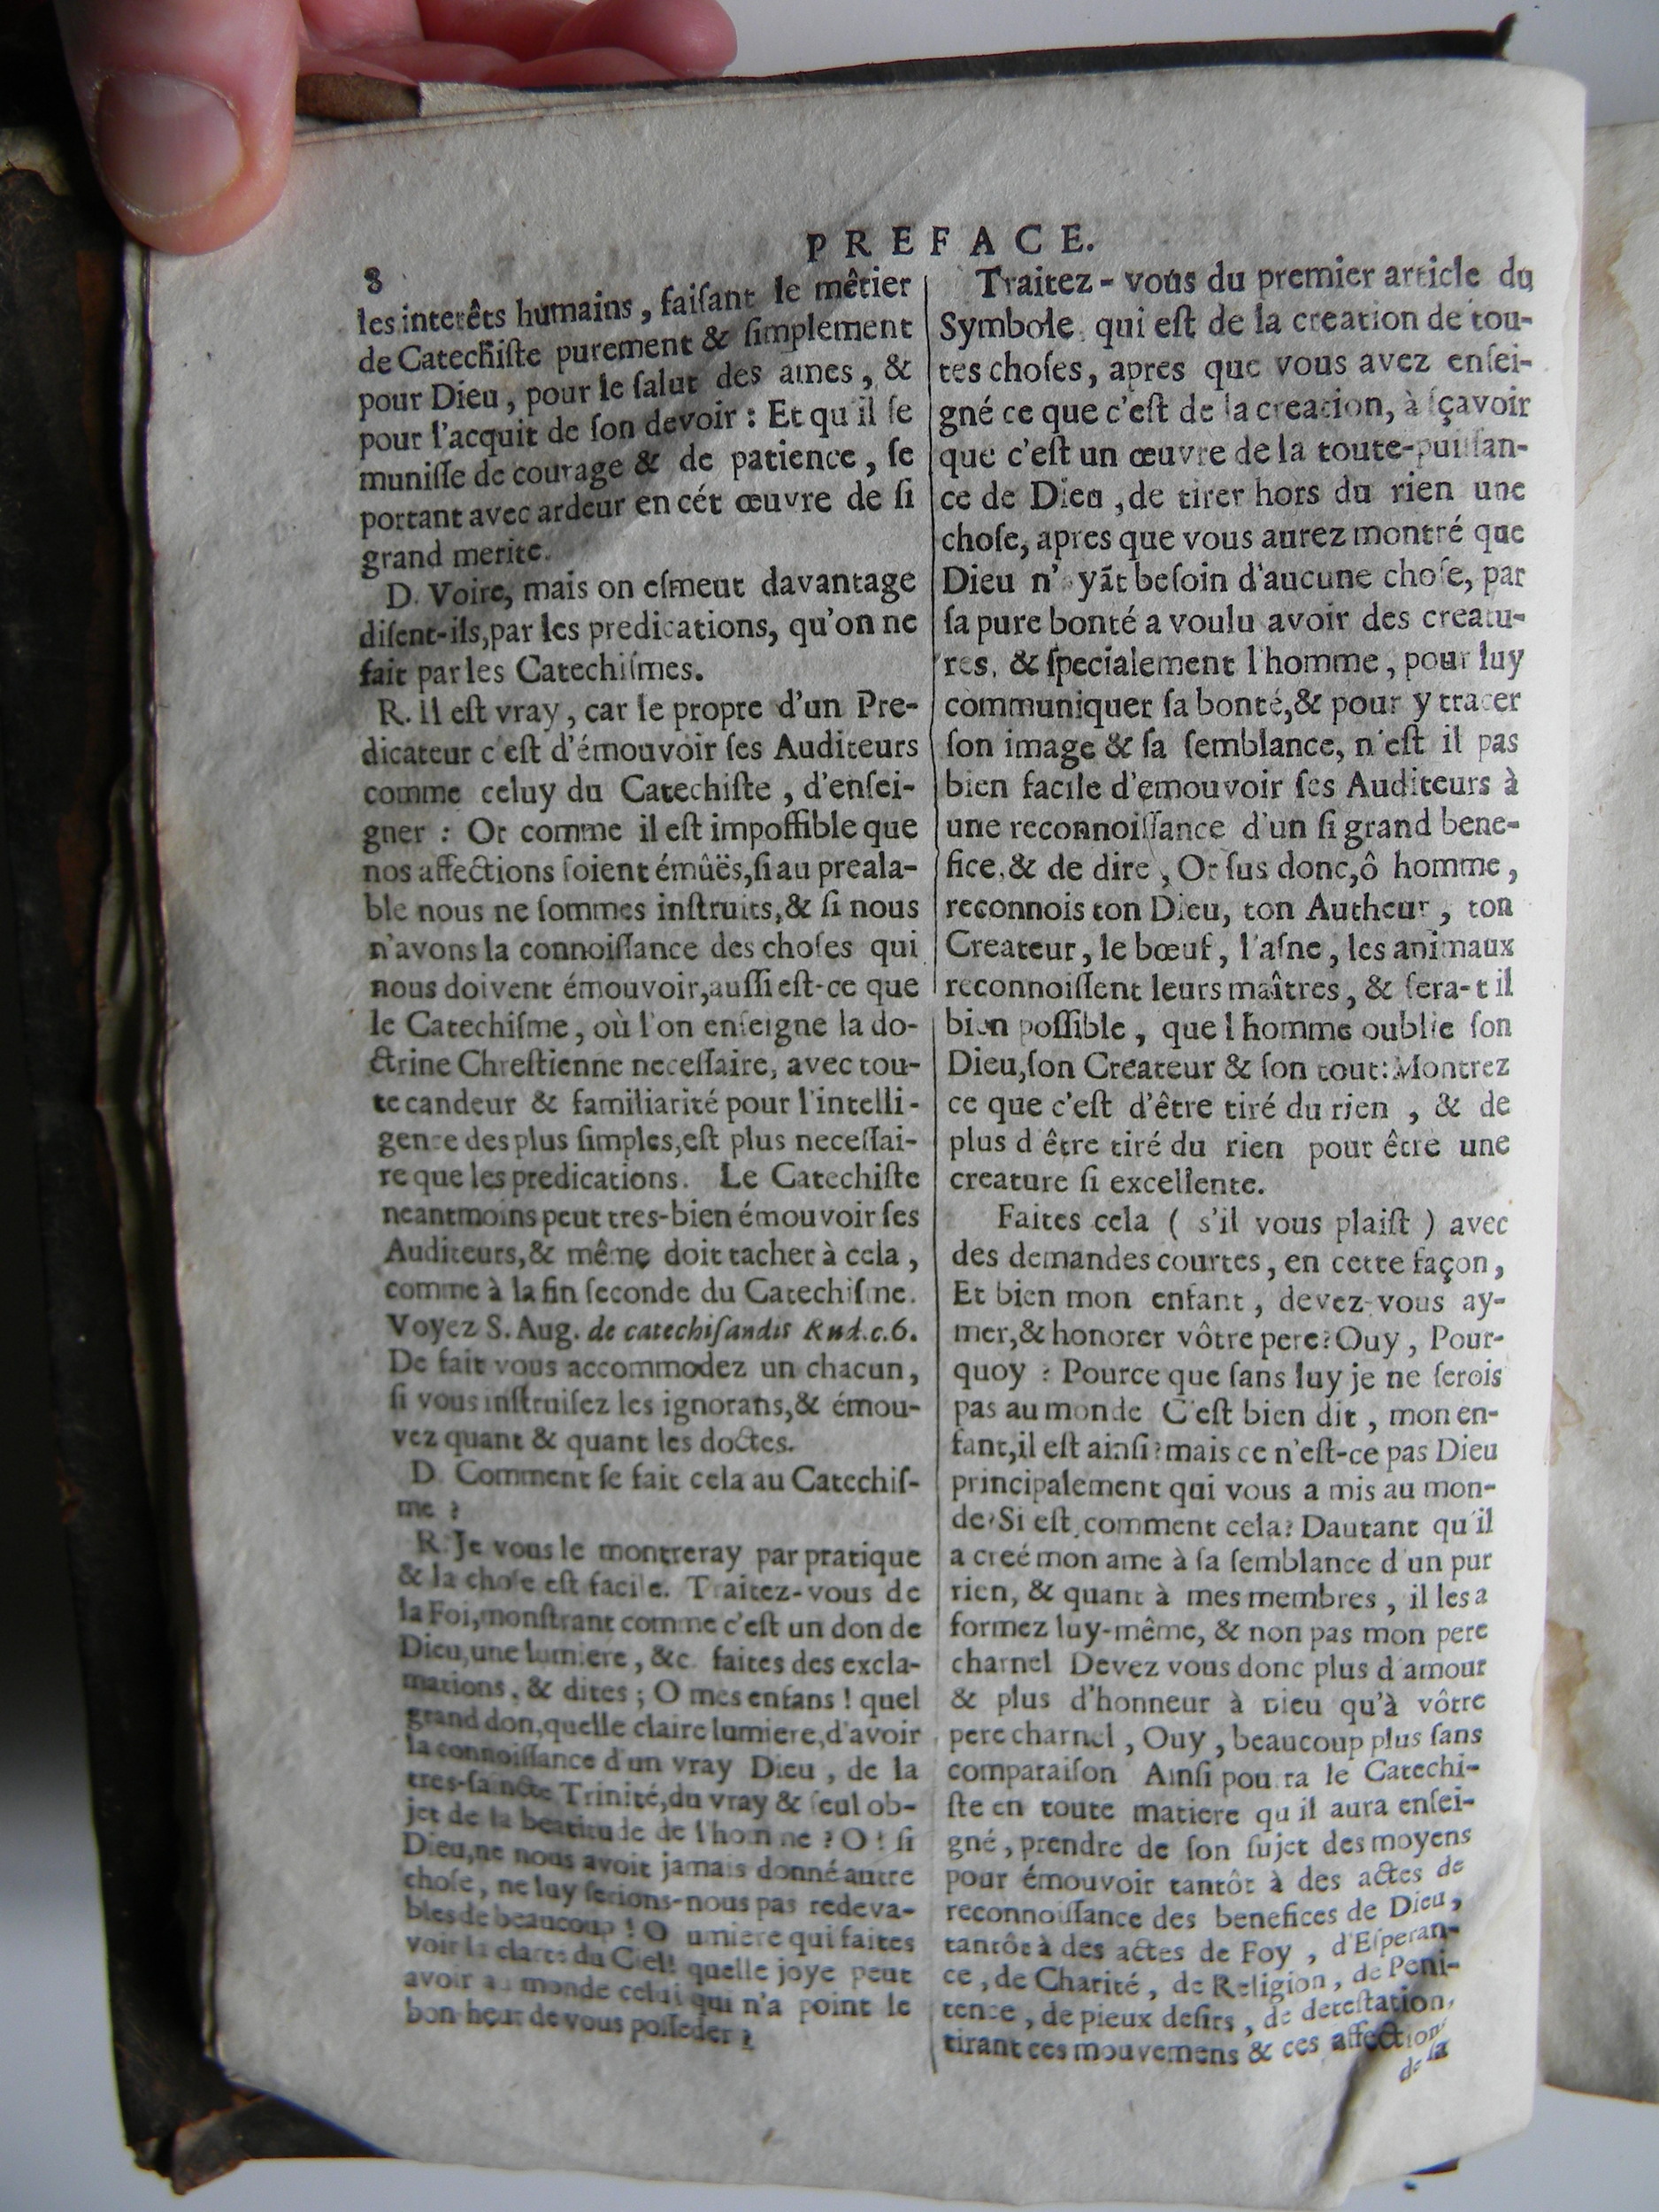 PREFACE.
8
les interêts humains, faiſant le mêtier
de Catechiſte purement & ſimplement
pour Dieu, pour le ſalut des ames, &
pour l'acquit de ſon devoir : Et qu'il ſe
muniſſe de courage & de patience, ſe
portant avec ardeur en cét œuvre de ſi
grand merite.
D. Voire, mais on eſmeut davantage
diſent-ils, par les predications, qu'on ne
fait par les Catechiſmes.
R. Il est vray, car le propre d'un Pre-
dicateur c'eſt d'émouvoir ſes Auditeurs
comme celuy du Catechiſte, d'enſei-
gner : Or comme il eſt impoſſible que
nos affections ſoient émûës, ſi au preala-
ble nous ne ſommes inſtruits, & ſi nous
n'avons la connoiſſance des choſes qui
nous doivent émouvoir, auſſi eſt-ce que
le Catechiſme, où l'on enſeigne la do-
ctrine Chreſtienne neceſſaire, avec tou-
te candeur & familiarité pour l'intelli-
gence des plus ſimples, eſt plus neceſſai-
re que les predications. Le Catechiſte
neantmoins peut tres-bien émouvoir ſes
Auditeurs, & même doit tacher à cela,
comme à la fin ſeconde du Catechiſme.
Voyez S. Aug. de catechiſandis Rud.c.6.
De fait vous accommodez un chacun,
ſi vous inſtruiſez les ignorans, & émou-
vez quant & quant les doctes.
D. Comment ſe fait cela au Catechiſ-
me ?
R. Je vous le montreray par pratique
& la choſe eſt facile. Traitez-vous de
la Foi, monſtrant comme c'eſt un don de
Dieu, une lumiere, &c. faites des excla-
mations, & dites ; O mes enfans ! quel
grand don, quelle claire lumiere, d'avoir
la connoiſſance d'un vray Dieu, de la
tres-ſaincte Trinité, du vray & ſeul ob-
jet de la beatitude de l'homme ? O ! ſi
Dieu, ne nous avoit jamais donné autre
choſe, ne luy ſerions-nous pas redeva-
bles de beaucoup ! O umiere qui faites
voir la clarté du Ciel ! quelle joye peut
avoir au monde celui qui n'a point le
bon-heur de vous poſſeder ?
Traitez-vous du premier article du
Symbole, qui eſt de la creation de tou-
tes choſes, apres que vous avez enſei-
gné ce que c'eſt de la creation, à ſçavoir
que c'eſt un œuvre de la toute-puiſſan-
ce de Dieu, de tirer hors du rien une
choſe, apres que vous aurez montré que
Dieu n'ayãt beſoin d'aucune choſe, par
ſa pure bonté a voulu avoir des creatu-
res, & ſpecialement l'homme, pour luy
communiquer ſa bonté, & pour y tracer
ſon image & ſa ſemblance, n'eſt il pas
bien facile d'emouvoir ſes Auditeurs à
une reconnoiſſance d'un ſi grand bene-
fice, & de dire, Or ſus donc, ô homme,
reconnois ton Dieu, ton Autheur, ton
Createur, le bœuf, l'aſne, les animaux
reconnoiſſent leurs maîtres, & ſera-t il
bien poſſible, que l'homme oublie ſon
Dieu, ſon Createur & ſon tout: Montrez
ce que c'eſt d'être tiré du rien, & de
plus d'être tiré du rien pour être une
creature ſi excellente.
Faites cela ( s'il vous plaiſt ) avec
des demandes courtes, en cette façon,
Et bien mon enfant, devez-vous ay-
mer, & honorer vôtre pere? Ouy, Pour-
quoy ? Pource que ſans luy je ne ſerois
pas au monde C'eſt bien dit, mon en-
fant, il eſt ainſi? mais ce n'eſt-ce pas Dieu
principalement qui vous a mis au mon-
de? Si eſt, comment cela? Dautant qu'il
a creé mon ame à ſa ſemblance d'un pur
rien, & quant à mes membres, il les a
formez luy-même, & non pas mon pere
charnel Devez vous donc plus d'amour
& plus d'honneur à Dieu qu'à vôtre
pere charnel, Ouy, beaucoup plus ſans
comparaiſon Ainſi pourra le Catechi-
ſte en toute matiere qu'il aura enſei-
gné, prendre de ſon ſujet des moyens
pour émouvoir tantôt à des actes de
reconnoiſſance des benefices de Dieu,
tantôt à des actes de Foy, d'Eſperan-
ce, de Charité, de Religion, de Peni-
tence, de pieux deſirs, de deteſtation,
tirant ces mouvemens & ces affections
de la